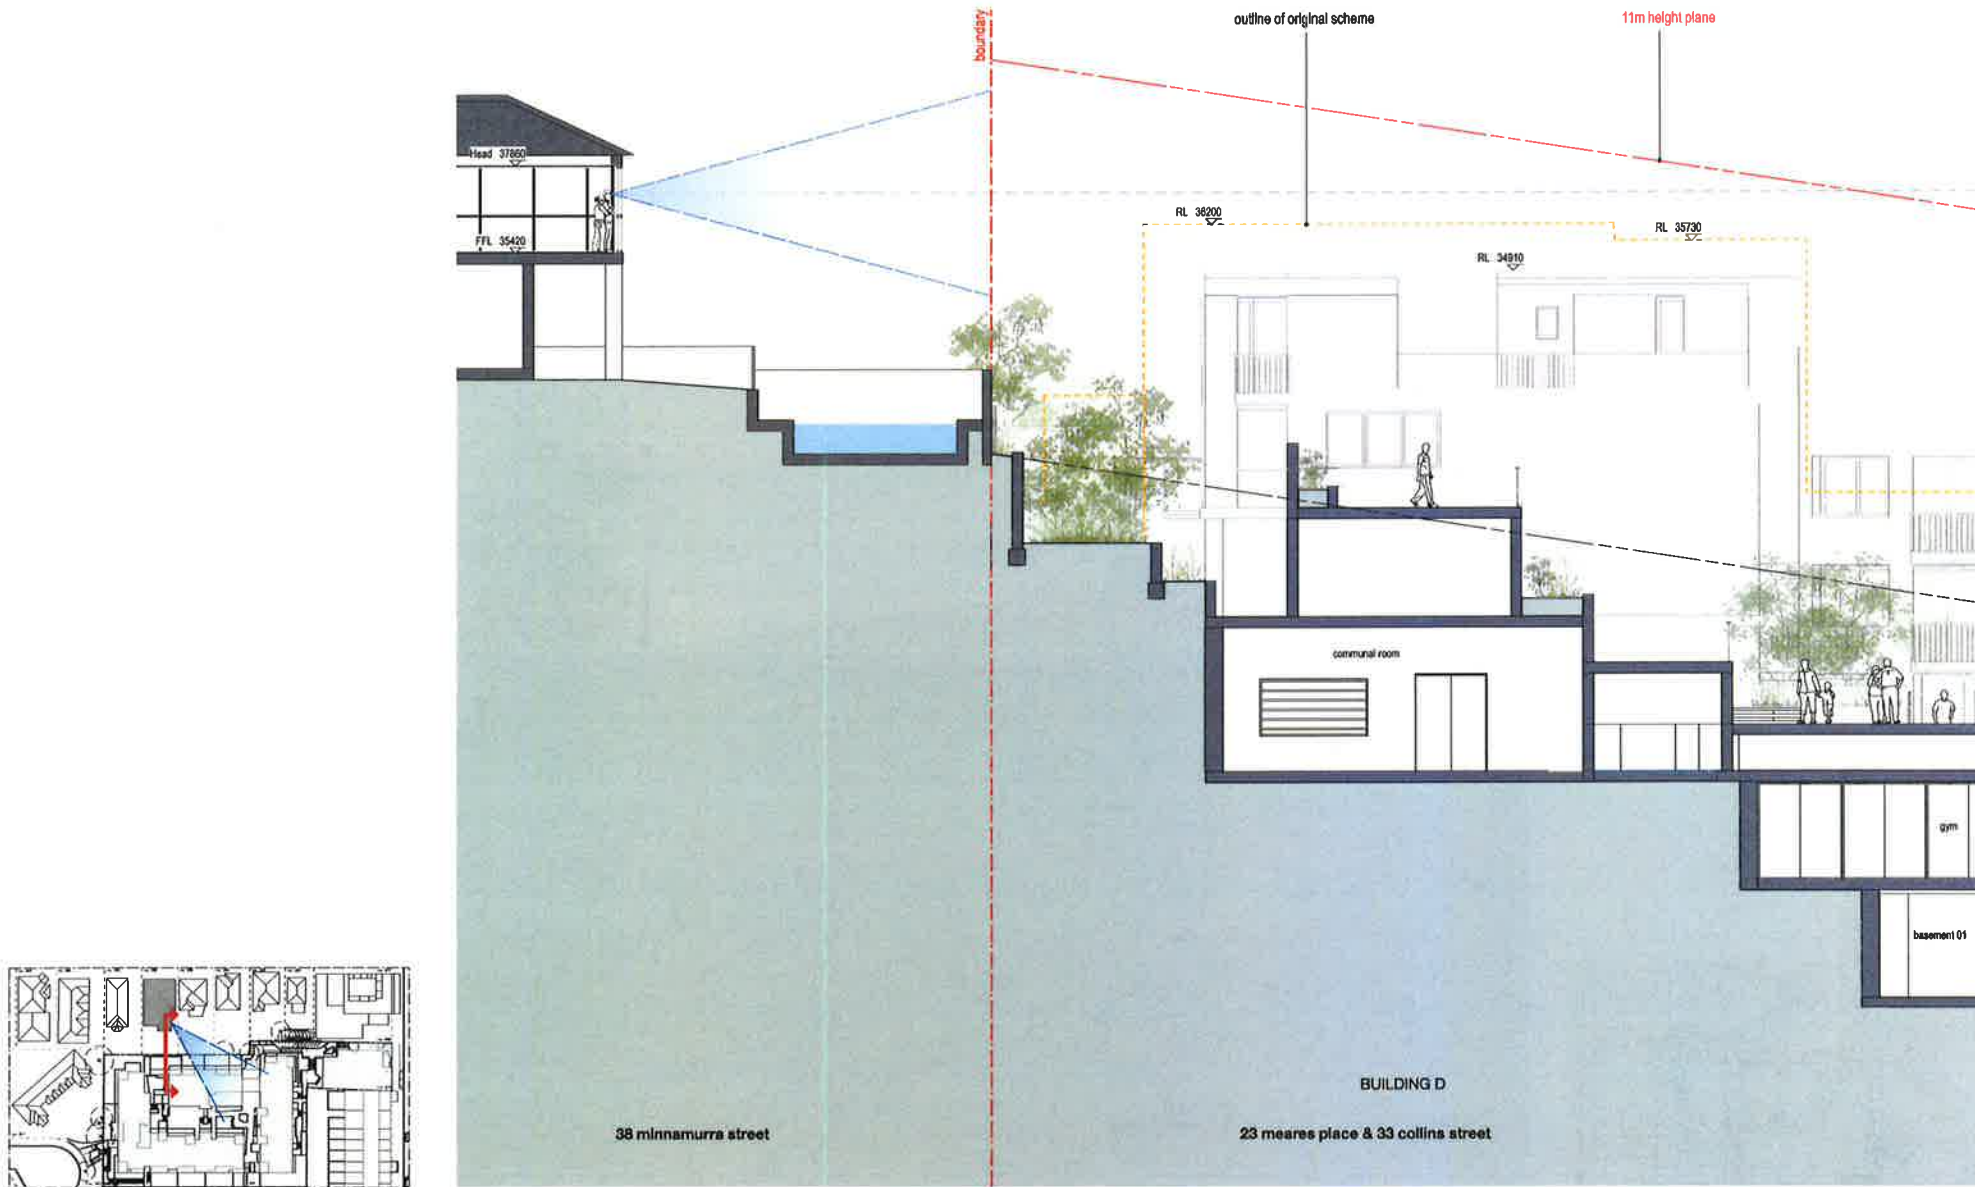 boundary
outline of original scheme
11m height plane
Head 37860
FFL 35420
RL 36200
RL 35730
RL 34910
communal room
gym
basement 01
BUILDING D
38 minnamurra street
23 meares place & 33 collins street